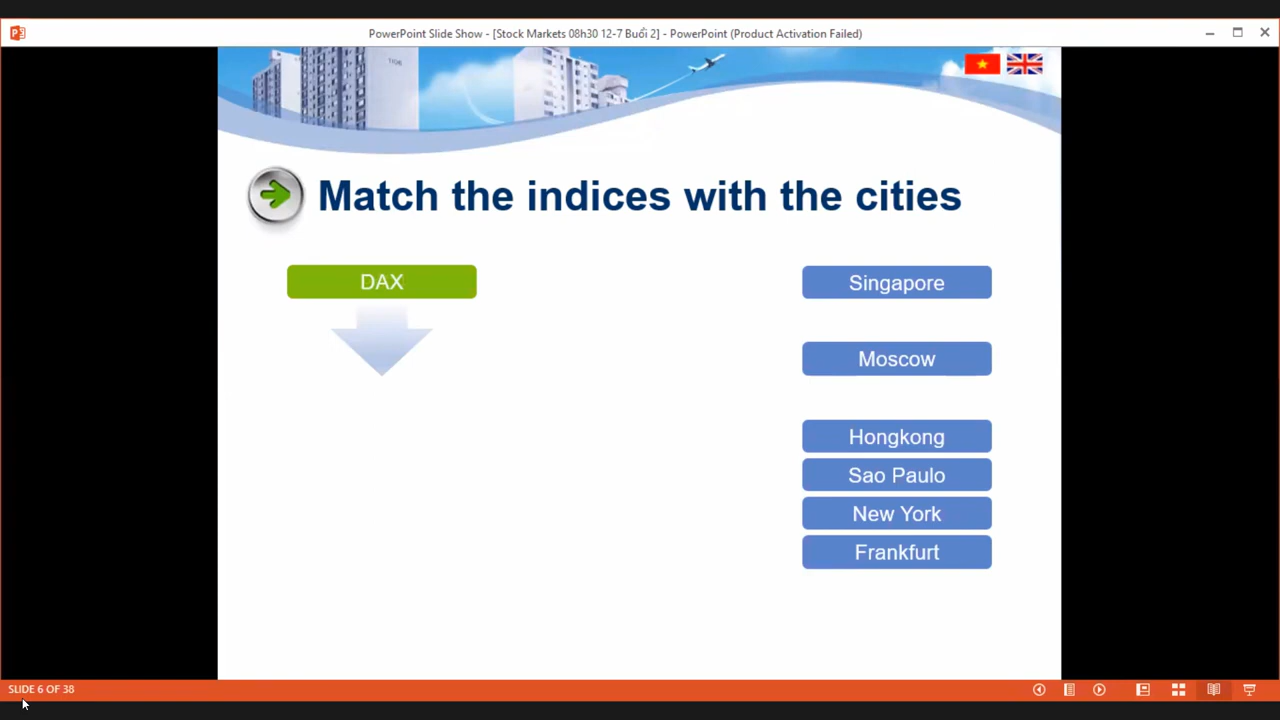 PowerPoint Slide Show - [Stock Markets 08h30 12-7 Buổi 2] - PowerPoint (Product Activation Failed)
Match the indices with the cities
DAX
Singapore
Moscow
Hongkong
Sao Paulo
New York
Frankfurt
SLIDE 6 OF 38